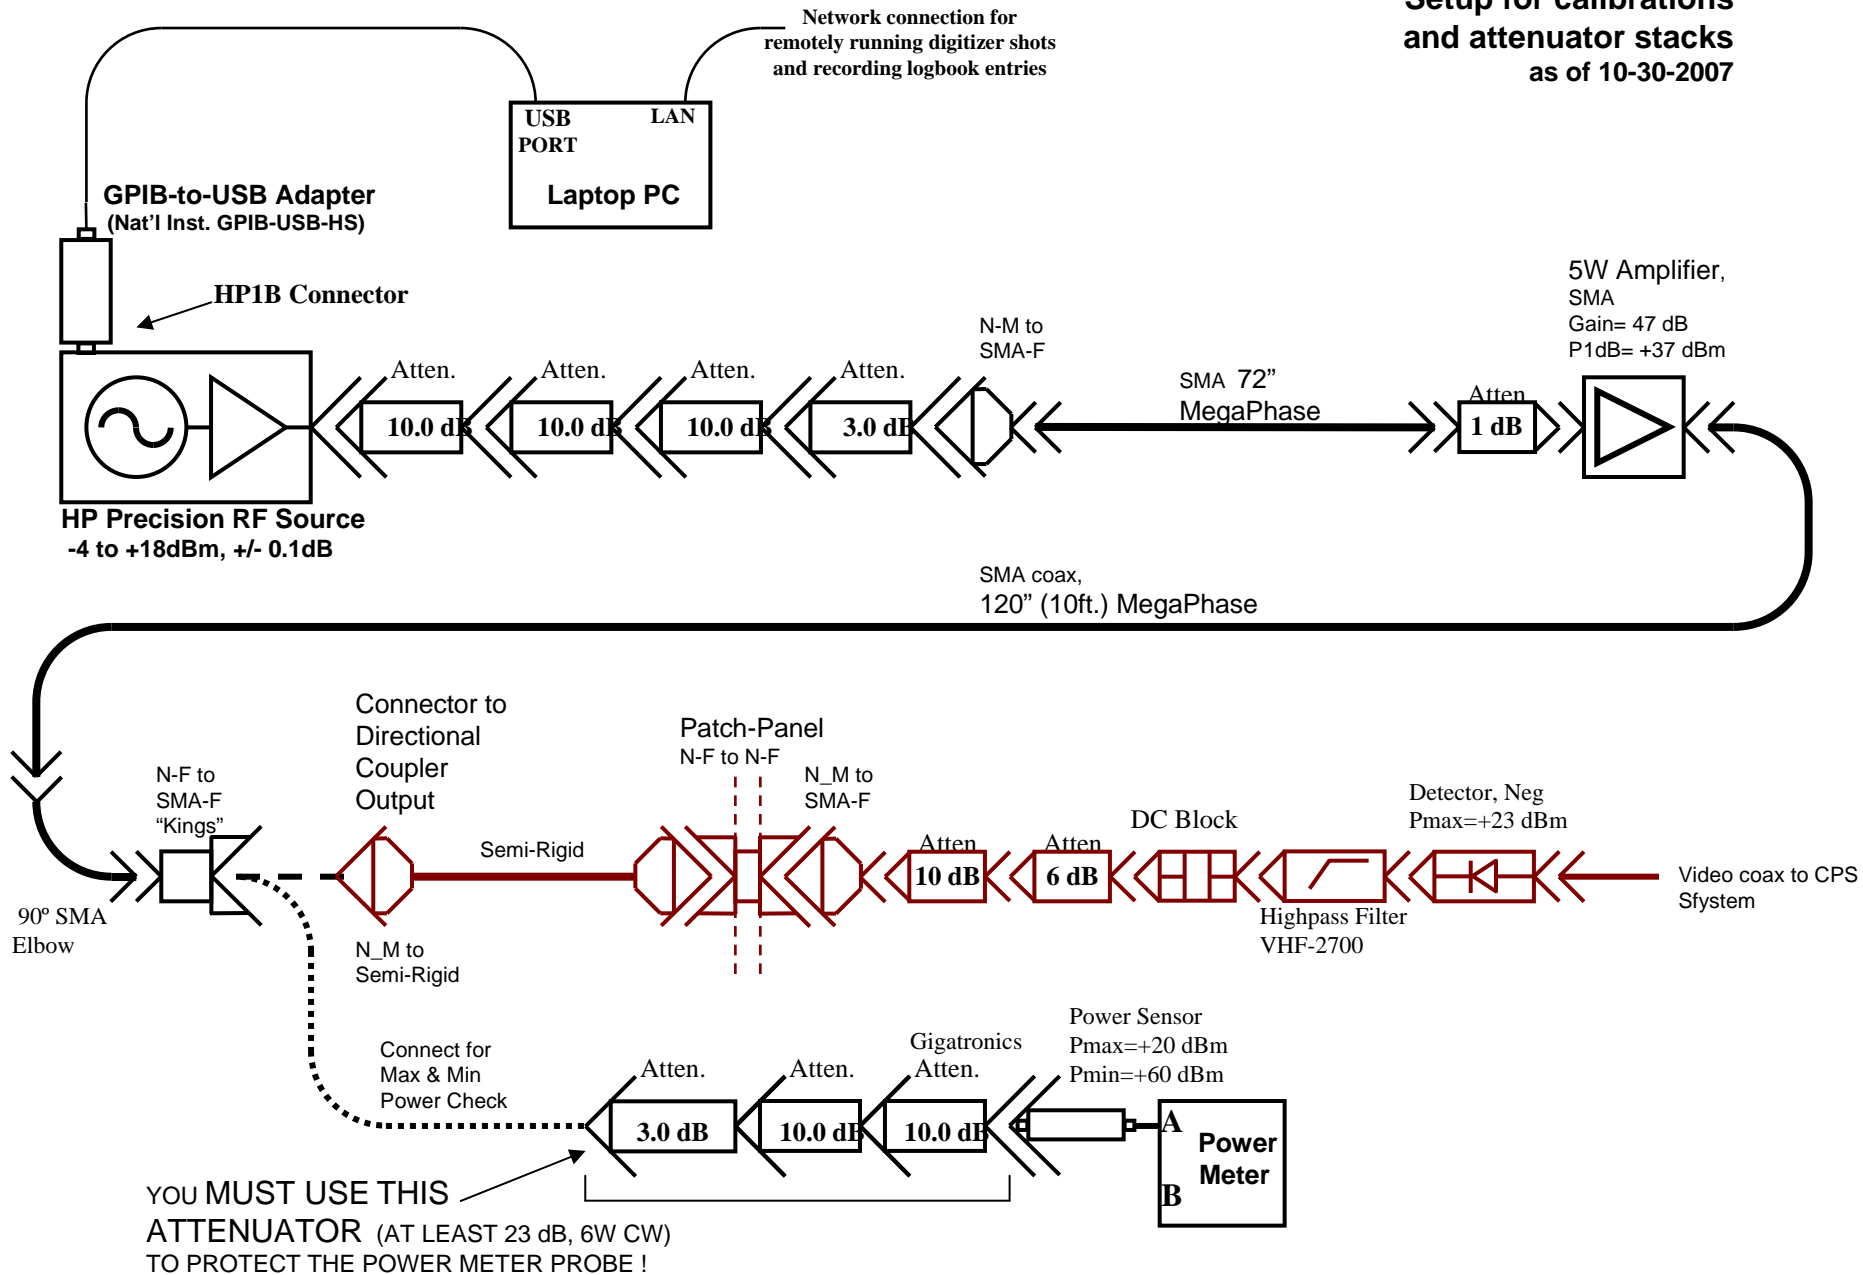 Network connection for
remotely running digitizer shots
and recording logbook entries
Setup for calibrations
and attenuator stacks
as of 10-30-2007
USB
PORT
LAN
Laptop PC
GPIB-to-USB Adapter
(Nat'l Inst. GPIB-USB-HS)
HP1B Connector
5W Amplifier,
SMA
Gain= 47 dB
P1dB= +37 dBm
N-M to
SMA-F
Atten.
Atten.
Atten.
Atten.
SMA 72”
MegaPhase
Atten
10.0 dB
10.0 dB
10.0 dB
3.0 dB
1 dB
HP Precision RF Source
-4 to +18dBm, +/- 0.1dB
SMA coax,
120” (10ft.) MegaPhase
Connector to
Directional
Coupler
Output
Patch-Panel
N-F to N-F
N-F to
SMA-F
“Kings”
N_M to
SMA-F
Semi-Rigid
Atten
Atten
DC Block
Detector, Neg
Pmax=+23 dBm
10 dB
6 dB
Video coax to CPS
Sfystem
90º SMA
Elbow
N_M to
Semi-Rigid
Highpass Filter
VHF-2700
Connect for
Max & Min
Power Check
Atten.
Atten.
Gigatronics
Atten.
Power Sensor
Pmax=+20 dBm
Pmin=+60 dBm
3.0 dB
10.0 dB
10.0 dB
A
B
Power
Meter
YOU MUST USE THIS
ATTENUATOR (AT LEAST 23 dB, 6W CW)
TO PROTECT THE POWER METER PROBE !